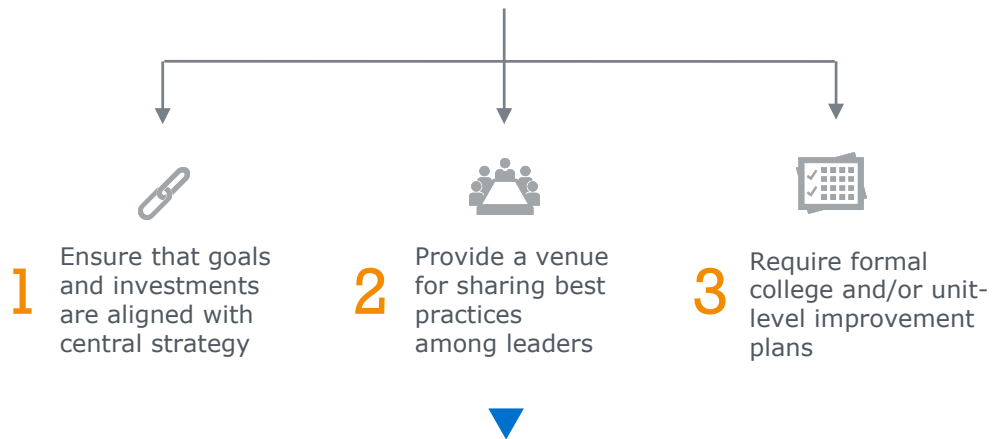 1
Ensure that goals
and investments
are aligned with
central strategy
2
Provide a venue
for sharing best
practices
among leaders
3
Require formal
college and/or unit-
level improvement
plans